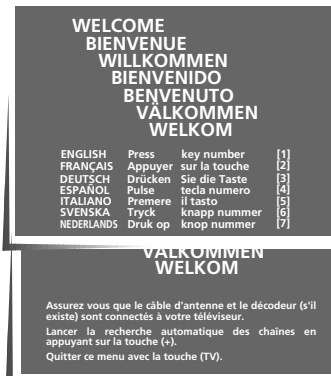 WELCOME
BIENVENUE
WILLKOMMEN
BIENVENIDO
BENVENUTO
VÄLKOMMEN
WELKOM
ENGLISH Press key number [1]
FRANÇAIS Appuyer sur la touche [2]
DEUTSCH Drücken Sie die Taste [3]
ESPAÑOL Pulse tecla numero [4]
ITALIANO Premere il tasto [5]
SVENSKA Tryck knapp nummer [6]
NEDERLANDS Druk op knop nummer [7]
VÄLKOMMEN
WELKOM
Assurez vous que le câble d'antenne et le décodeur (s'il
existe) sont connectés à votre téléviseur.
Lancer la recherche automatique des chaînes en
appuyant sur la touche (+).
Quitter ce menu avec la touche (TV).